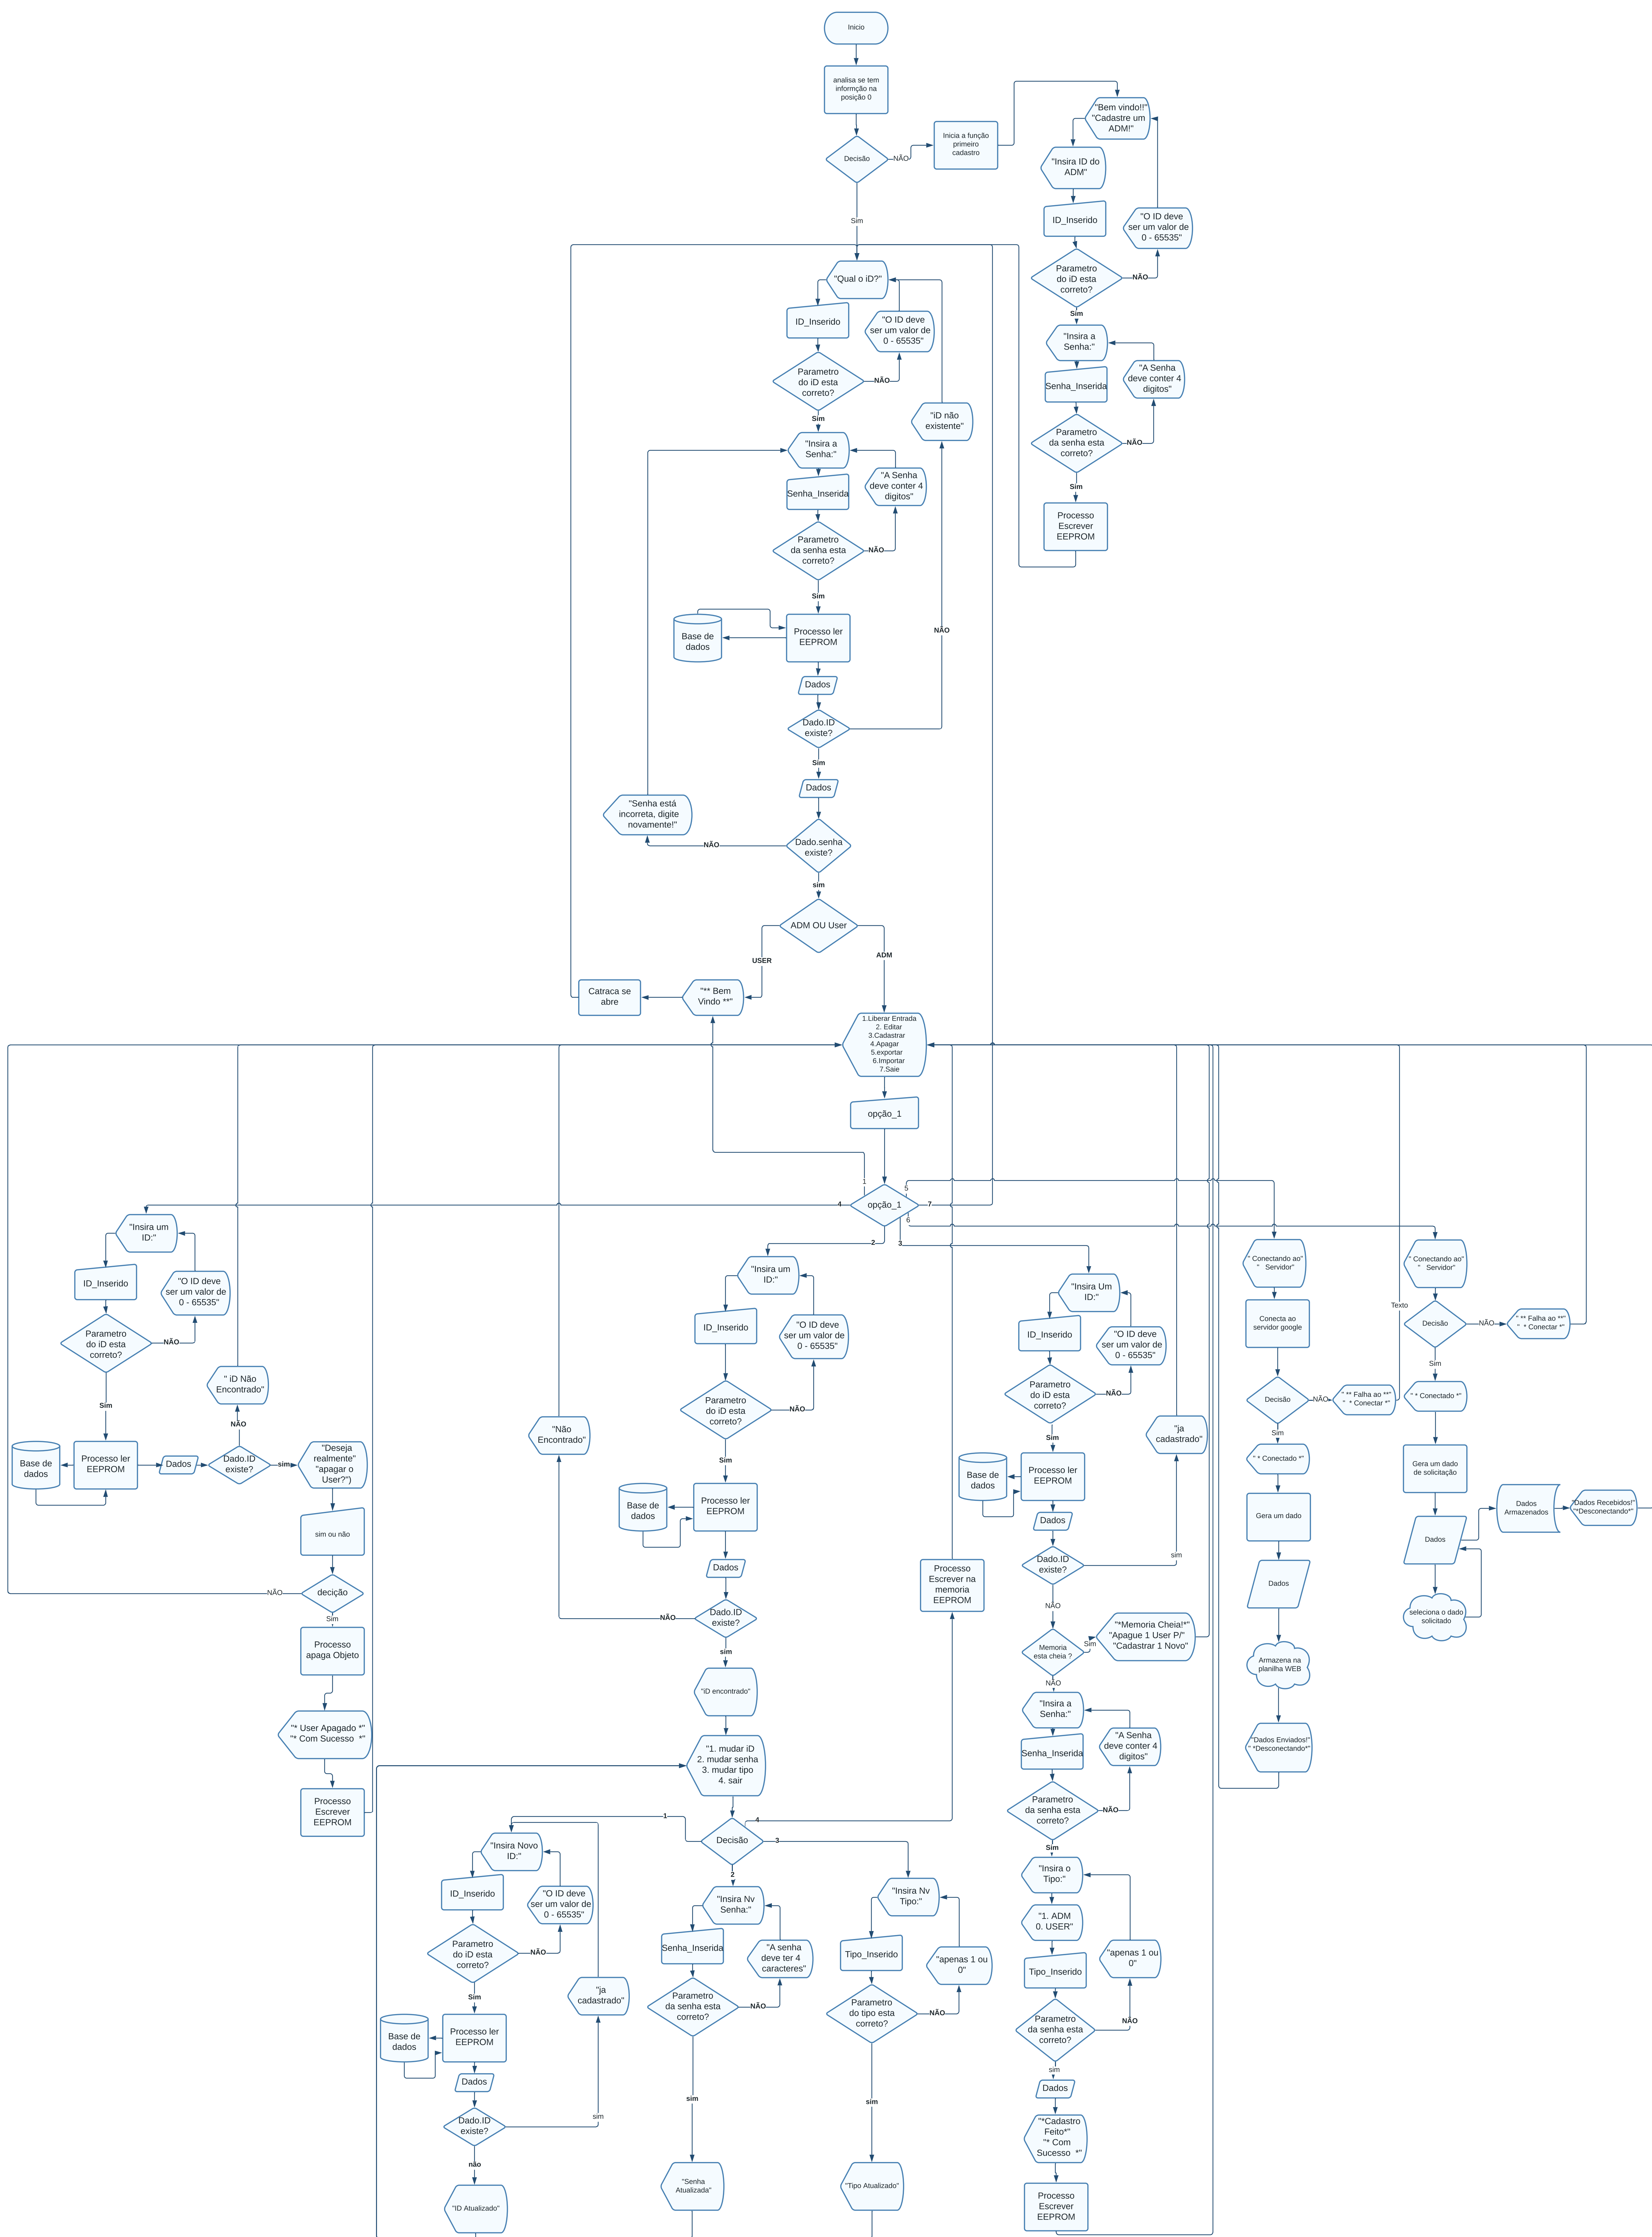 Inicio
analisa se tem
informção na
posição 0
Decisão
NÃO
Inicia a função
primeiro
cadastro
"Bem vindo!!"
"Cadastre um
ADM!"
"Insira ID do
ADM"
ID_Inserido
"O ID deve
ser um valor de
0 - 65535"
Parametro
do iD esta
correto?
NÃO
Sim
"Insira a
Senha:"
Senha_Inserida
"A Senha
deve conter 4
digitos"
Parametro
da senha esta
correto?
NÃO
Sim
Processo
Escrever
EEPROM
Sim
"Qual o iD?"
ID_Inserido
"O ID deve
ser um valor de
0 - 65535"
Parametro
do iD esta
correto?
NÃO
Sim
"iD não
existente"
"Insira a
Senha:"
Senha_Inserida
"A Senha
deve conter 4
digitos"
Parametro
da senha esta
correto?
NÃO
Sim
Base de
dados
Processo ler
EEPROM
NÃO
Dados
Dado.ID
existe?
Sim
Dados
"Senha está
incorreta, digite
novamente!"
NÃO
Dado.senha
existe?
sim
ADM OU User
USER
ADM
Catraca se
abre
"** Bem
Vindo **"
1.Liberar Entrada
2. Editar
3.Cadastrar
4.Apagar
5.exportar
6.Importar
7.Saie
opção_1
opção_1
1
5
4
7
6
2
3
"Insira um
ID:"
ID_Inserido
"O ID deve
ser um valor de
0 - 65535"
Parametro
do iD esta
correto?
NÃO
Sim
" iD Não
Encontrado"
NÃO
Base de
dados
Processo ler
EEPROM
Dados
Dado.ID
existe?
sim
"Deseja
realmente"
"apagar o
User?")
sim ou não
decição
NÃO
Sim
Processo
apaga Objeto
"* User Apagado *"
"* Com Sucesso  *"
Processo
Escrever
EEPROM
"Insira um
ID:"
ID_Inserido
"O ID deve
ser um valor de
0 - 65535"
Parametro
do iD esta
correto?
NÃO
Sim
"Não
Encontrado"
Base de
dados
Processo ler
EEPROM
Dados
Dado.ID
existe?
NÃO
sim
"iD encontrado"
"1. mudar iD
2. mudar senha
3. mudar tipo
4. sair
Decisão
1
4
3
2
Processo
Escrever na
memoria
EEPROM
"Insira Novo
ID:"
ID_Inserido
"O ID deve
ser um valor de
0 - 65535"
Parametro
do iD esta
correto?
NÃO
Sim
"ja
cadastrado"
Base de
dados
Processo ler
EEPROM
Dados
Dado.ID
existe?
sim
não
"ID Atualizado"
"Insira Nv
Senha:"
Senha_Inserida
"A senha
deve ter 4
caracteres"
Parametro
da senha esta
correto?
NÃO
sim
"Senha
Atualizada"
"Insira Nv
Tipo:"
Tipo_Inserido
"apenas 1 ou
0"
Parametro
do tipo esta
correto?
NÃO
sim
"Tipo Atualizado"
"Insira Um
ID:"
ID_Inserido
"O ID deve
ser um valor de
0 - 65535"
Parametro
do iD esta
correto?
NÃO
Sim
"ja
cadastrado"
Base de
dados
Processo ler
EEPROM
Dados
Dado.ID
existe?
sim
NÃO
Memoria
esta cheia ?
Sim
"*Memoria Cheia!*"
"Apague 1 User P/"
"Cadastrar 1 Novo"
NÃO
"Insira a
Senha:"
Senha_Inserida
"A Senha
deve conter 4
digitos"
Parametro
da senha esta
correto?
NÃO
Sim
"Insira o
Tipo:"
"1. ADM
0. USER"
Tipo_Inserido
"apenas 1 ou
0"
Parametro
da senha esta
correto?
NÃO
sim
Dados
"*Cadastro
Feito*"
"* Com
Sucesso  *"
Processo
Escrever
EEPROM
" Conectando ao"
"   Servidor"
Conecta ao
servidor google
Decisão
NÃO
" ** Falha ao **"
"  * Conectar *"
Texto
Sim
" * Conectado *"
Gera um dado
Dados
Armazena na
planilha WEB
"Dados Enviados!"
" *Desconectando*"
" Conectando ao"
"   Servidor"
Decisão
NÃO
" ** Falha ao **"
"  * Conectar *"
Sim
" * Conectado *"
Gera um dado
de solicitação
Dados
Dados
Armazenados
"Dados Recebidos!"
"*Desconectando*"
seleciona o dado
solicitado